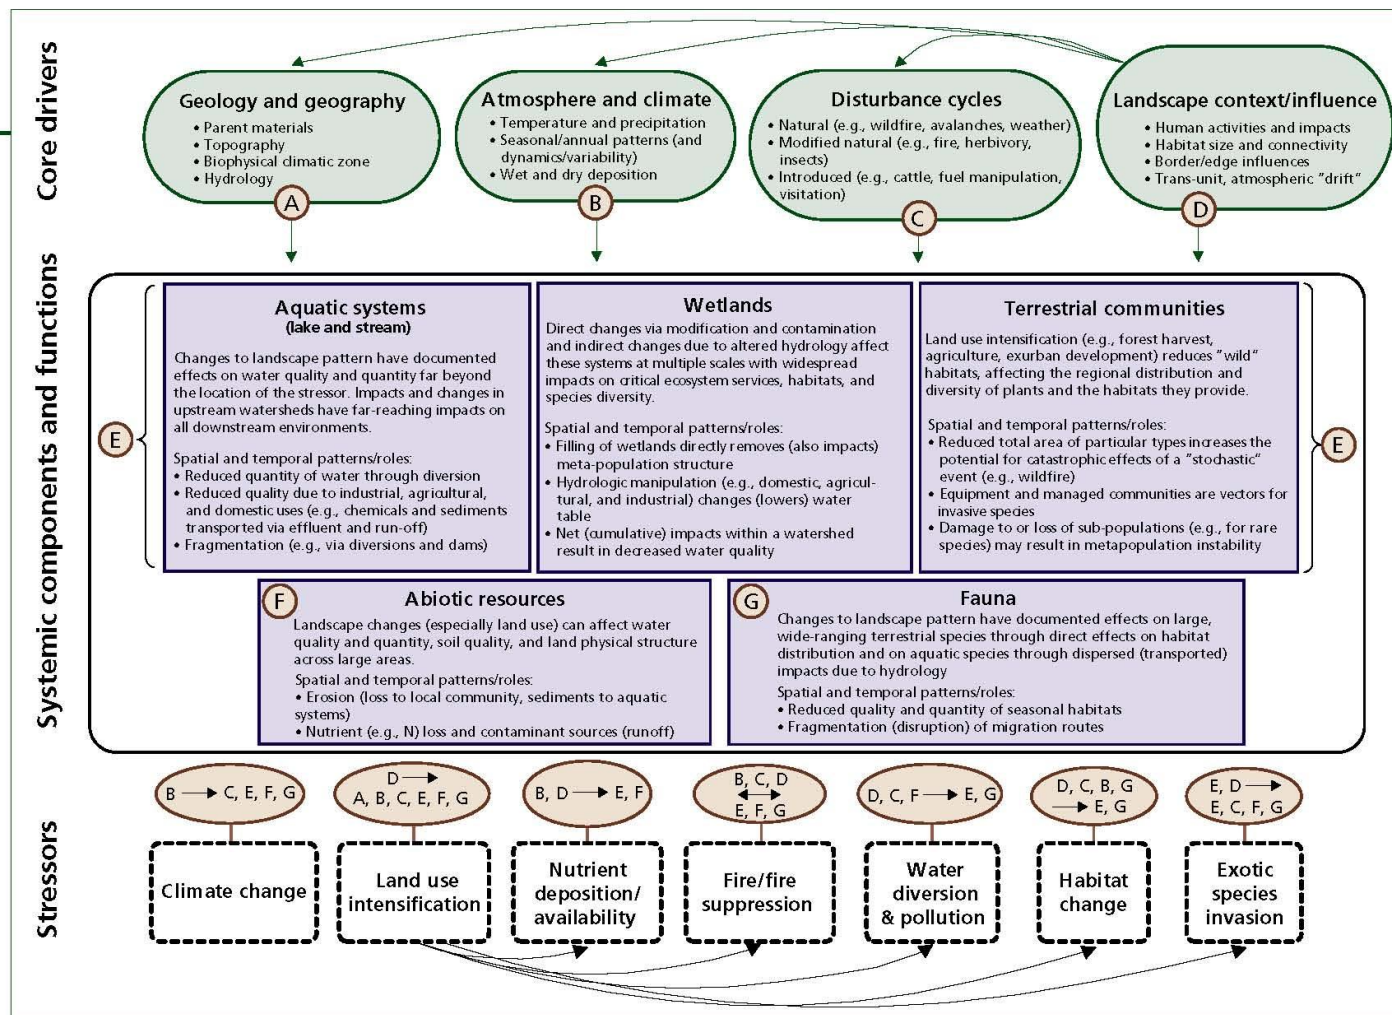 Core drivers
Geology and geography
• Parent materials
• Topography
• Biophysical climatic zone
• Hydrology
A
Atmosphere and climate
• Temperature and precipitation
• Seasonal/annual patterns (and
dynamics/variability)
• Wet and dry deposition
B
Disturbance cycles
• Natural (e.g., wildfire, avalanches, weather)
• Modified natural (e.g., fire, herbivory,
insects)
• Introduced (e.g., cattle, fuel manipulation,
visitation)
C
Landscape context/influence
• Human activities and impacts
• Habitat size and connectivity
• Border/edge influences
• Trans-unit, atmospheric “drift”
D
Systemic components and functions
E
Aquatic systems
(lake and stream)
Changes to landscape pattern have documented
effects on water quality and quantity far beyond
the location of the stressor. Impacts and changes in
upstream watersheds have far-reaching impacts on
all downstream environments.
Spatial and temporal patterns/roles:
• Reduced quantity of water through diversion
• Reduced quality due to industrial, agricultural,
and domestic uses (e.g., chemicals and sediments
transported via effluent and run-off)
• Fragmentation (e.g., via diversions and dams)
Wetlands
Direct changes via modification and contamination
and indirect changes due to altered hydrology affect
these systems at multiple scales with widespread
impacts on critical ecosystem services, habitats, and
species diversity.
Spatial and temporal patterns/roles:
• Filling of wetlands directly removes (also impacts)
meta-population structure
• Hydrologic manipulation (e.g., domestic, agricul-
tural, and industrial) changes (lowers) water
table
• Net (cumulative) impacts within a watershed
result in decreased water quality
Terrestrial communities
Land use intensification (e.g., forest harvest,
agriculture, exurban development) reduces “wild”
habitats, affecting the regional distribution and
diversity of plants and the habitats they provide.
Spatial and temporal patterns/roles:
• Reduced total area of particular types increases the
potential for catastrophic effects of a “stochastic”
event (e.g., wildfire)
• Equipment and managed communities are vectors for
invasive species
• Damage to or loss of sub-populations (e.g., for rare
species) may result in metapopulation instability
E
F
Abiotic resources
Landscape changes (especially land use) can affect water
quality and quantity, soil quality, and land physical structure
across large areas.
Spatial and temporal patterns/roles:
• Erosion (loss to local community, sediments to aquatic
systems)
• Nutrient (e.g., N) loss and contaminant sources (runoff)
G
Fauna
Changes to landscape pattern have documented effects on large,
wide-ranging terrestrial species through direct effects on habitat
distribution and on aquatic species through dispersed (transported)
impacts due to hydrology
Spatial and temporal patterns/roles:
• Reduced quality and quantity of seasonal habitats
• Fragmentation (disruption) of migration routes
Stressors
B → C, E, F, G
D →
A, B, C, E, F, G
B, D → E, F
B, C, D
↔
E, F, G
D, C, F → E, G
D, C, B, G
→ E, G
E, D →
E, C, F, G
Climate change
Land use
intensification
Nutrient
deposition/
availability
Fire/fire
suppression
Water
diversion
& pollution
Habitat
change
Exotic
species
invasion